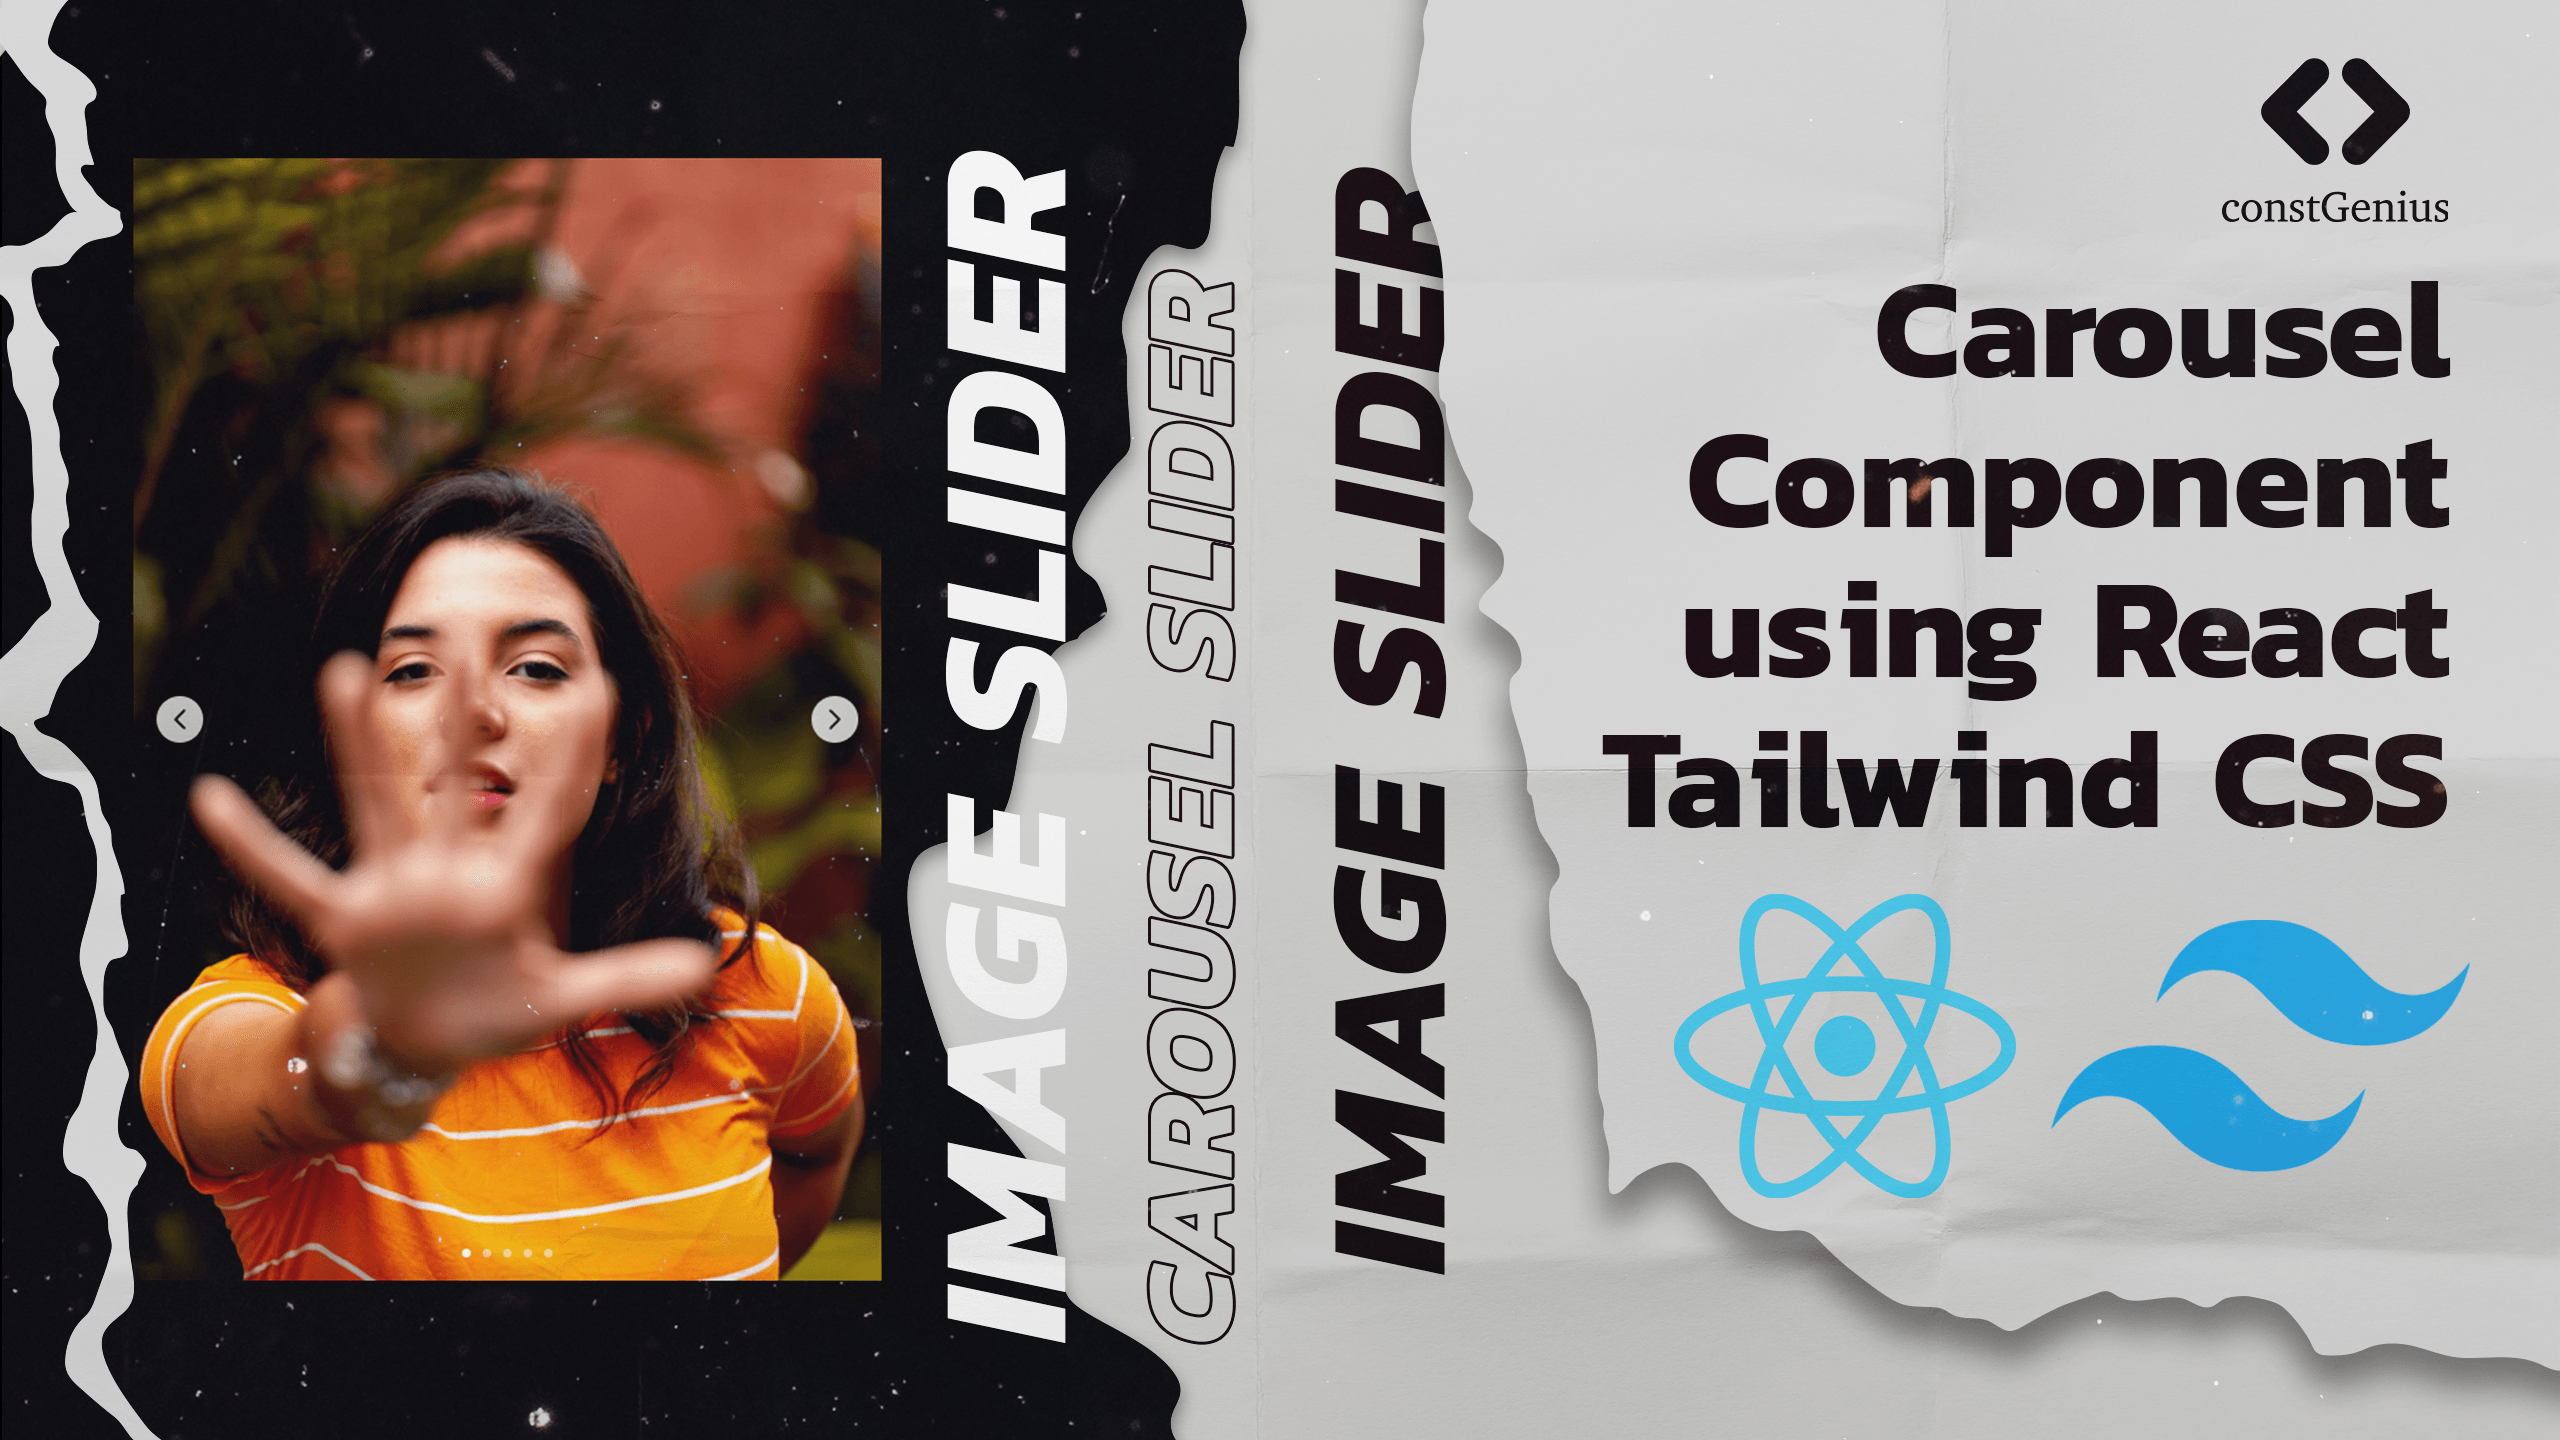 IMAGE SLIDER
CAROUSEL SLIDER
IMAGE SLIDER
constGenius
Carousel
Component
using React
Tailwind CSS